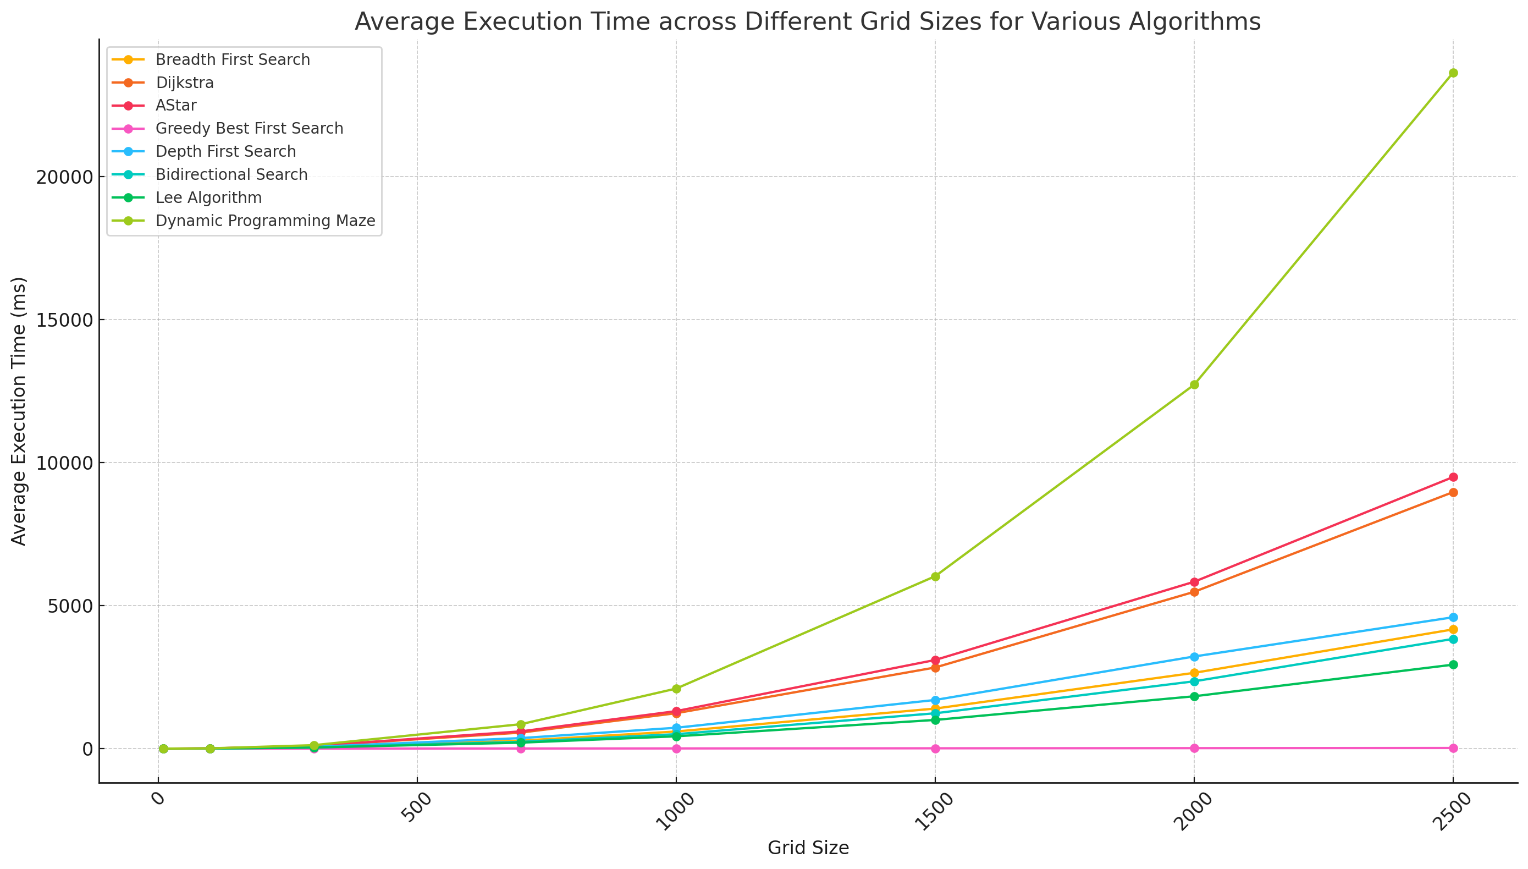 Average Execution Time across Different Grid Sizes for Various Algorithms
Breadth First Search
Dijkstra
AStar
Greedy Best First Search
Depth First Search
Bidirectional Search
Lee Algorithm
Dynamic Programming Maze
Average Execution Time (ms)
20000
15000
10000
5000
0
0
500
1000
1500
2000
2500
Grid Size